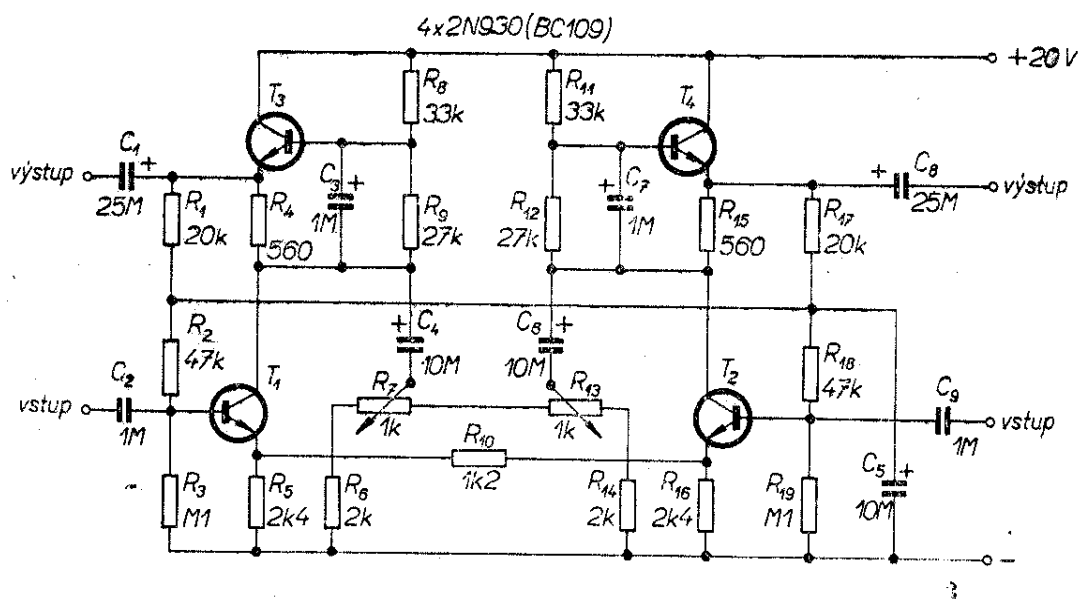 4x2N930 (BC109)
+20V
T3
R8
33k
R11
33k
T4
C1
+
výstup
25M
R1
20k
R4
560
C3
+
1M
R9
27k
R12
27k
+
C7
1M
R15
560
R17
20k
+
C8
25M
výstup
R2
47k
+
C4
10M
C6
+
10M
R18
47k
C2
vstup
1M
T1
R7
1k
R13
1k
T2
C9
vstup
1M
R10
1k2
R3
M1
R5
2k4
R6
2k
R14
2k
R16
2k4
R19
M1
C5
+
10M
-